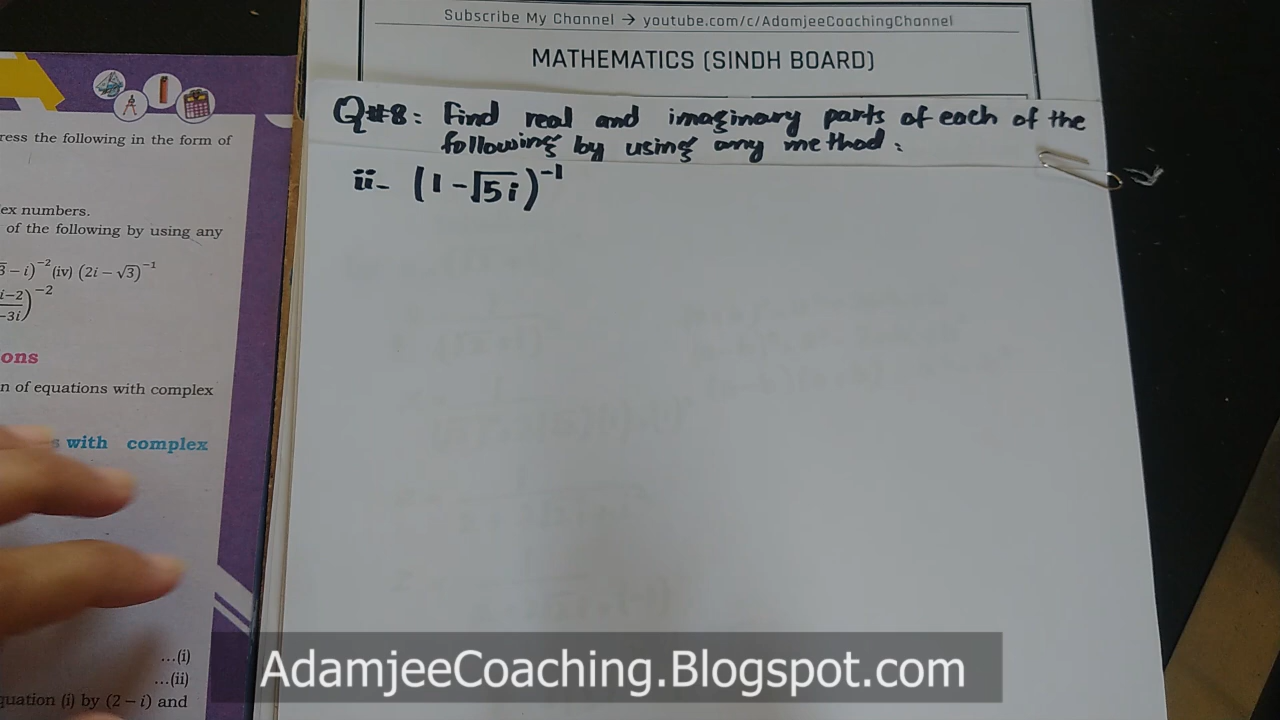 Subscribe My Channel → youtube.com/c/AdamjeeCoachingChannel
MATHEMATICS (SINDH BOARD)
Q#8: Find real and imaginary parts of each of the
following by using any method:
ii- (1-√5i)⁻¹
ress the following in the form of
ex numbers.
of the following by using any
3 – i)⁻² (iv) (2i – √3)⁻¹
i–2
–3i)⁻²
ons
n of equations with complex
s with complex
...(i)
...(ii)
quation (i) by (2 – i) and
AdamjeeCoaching.Blogspot.com